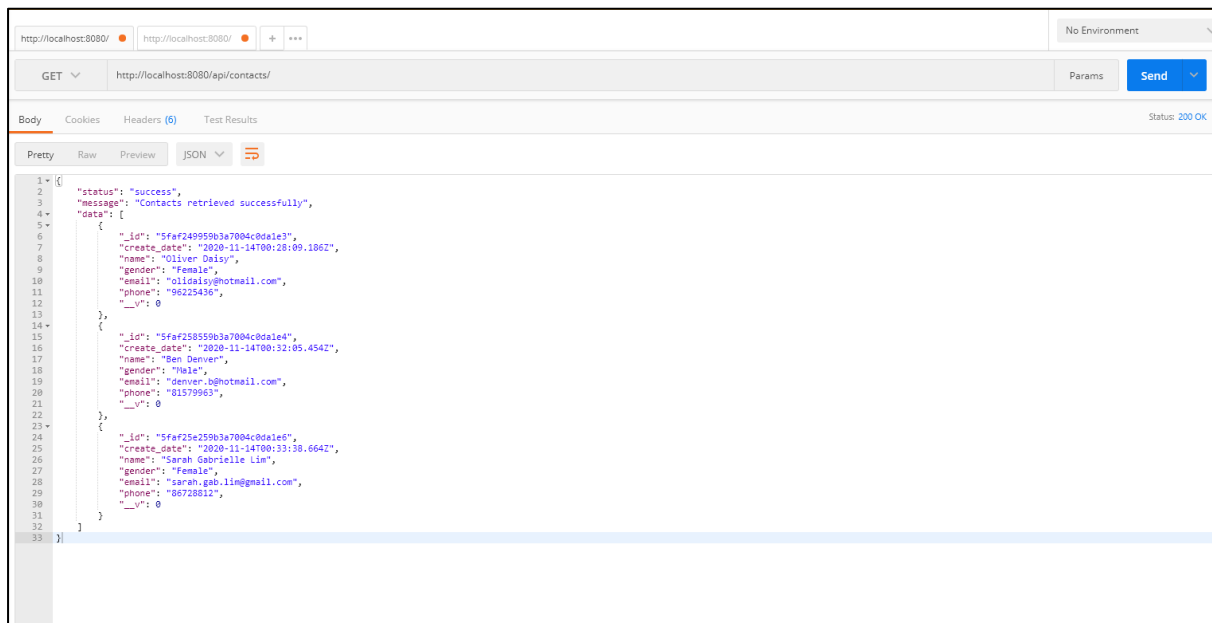 http://localhost:8080/ http://localhost:8080/ + ••• No Environment
GET http://localhost:8080/api/contacts/ Params Send
Body Cookies Headers (6) Test Results Status: 200 OK
Pretty Raw Preview JSON
1 {
2 "status": "success",
3 "message": "Contacts retrieved successfully",
4 "data": [
5 {
6 "_id": "5faf249959b3a7004c0da1e3",
7 "create_date": "2020-11-14T00:28:09.186Z",
8 "name": "Oliver Daisy",
9 "gender": "Female",
10 "email": "olidaisy@hotmail.com",
11 "phone": "96225436",
12 "__v": 0
13 },
14 {
15 "_id": "5faf258559b3a7004c0da1e4",
16 "create_date": "2020-11-14T00:32:05.454Z",
17 "name": "Ben Denver",
18 "gender": "Male",
19 "email": "denver.b@hotmail.com",
20 "phone": "81579963",
21 "__v": 0
22 },
23 {
24 "_id": "5faf25e259b3a7004c0da1e6",
25 "create_date": "2020-11-14T00:33:38.664Z",
26 "name": "Sarah Gabrielle Lim",
27 "gender": "Female",
28 "email": "sarah.gab.lim@gmail.com",
29 "phone": "86728812",
30 "__v": 0
31 }
32 ]
33 }